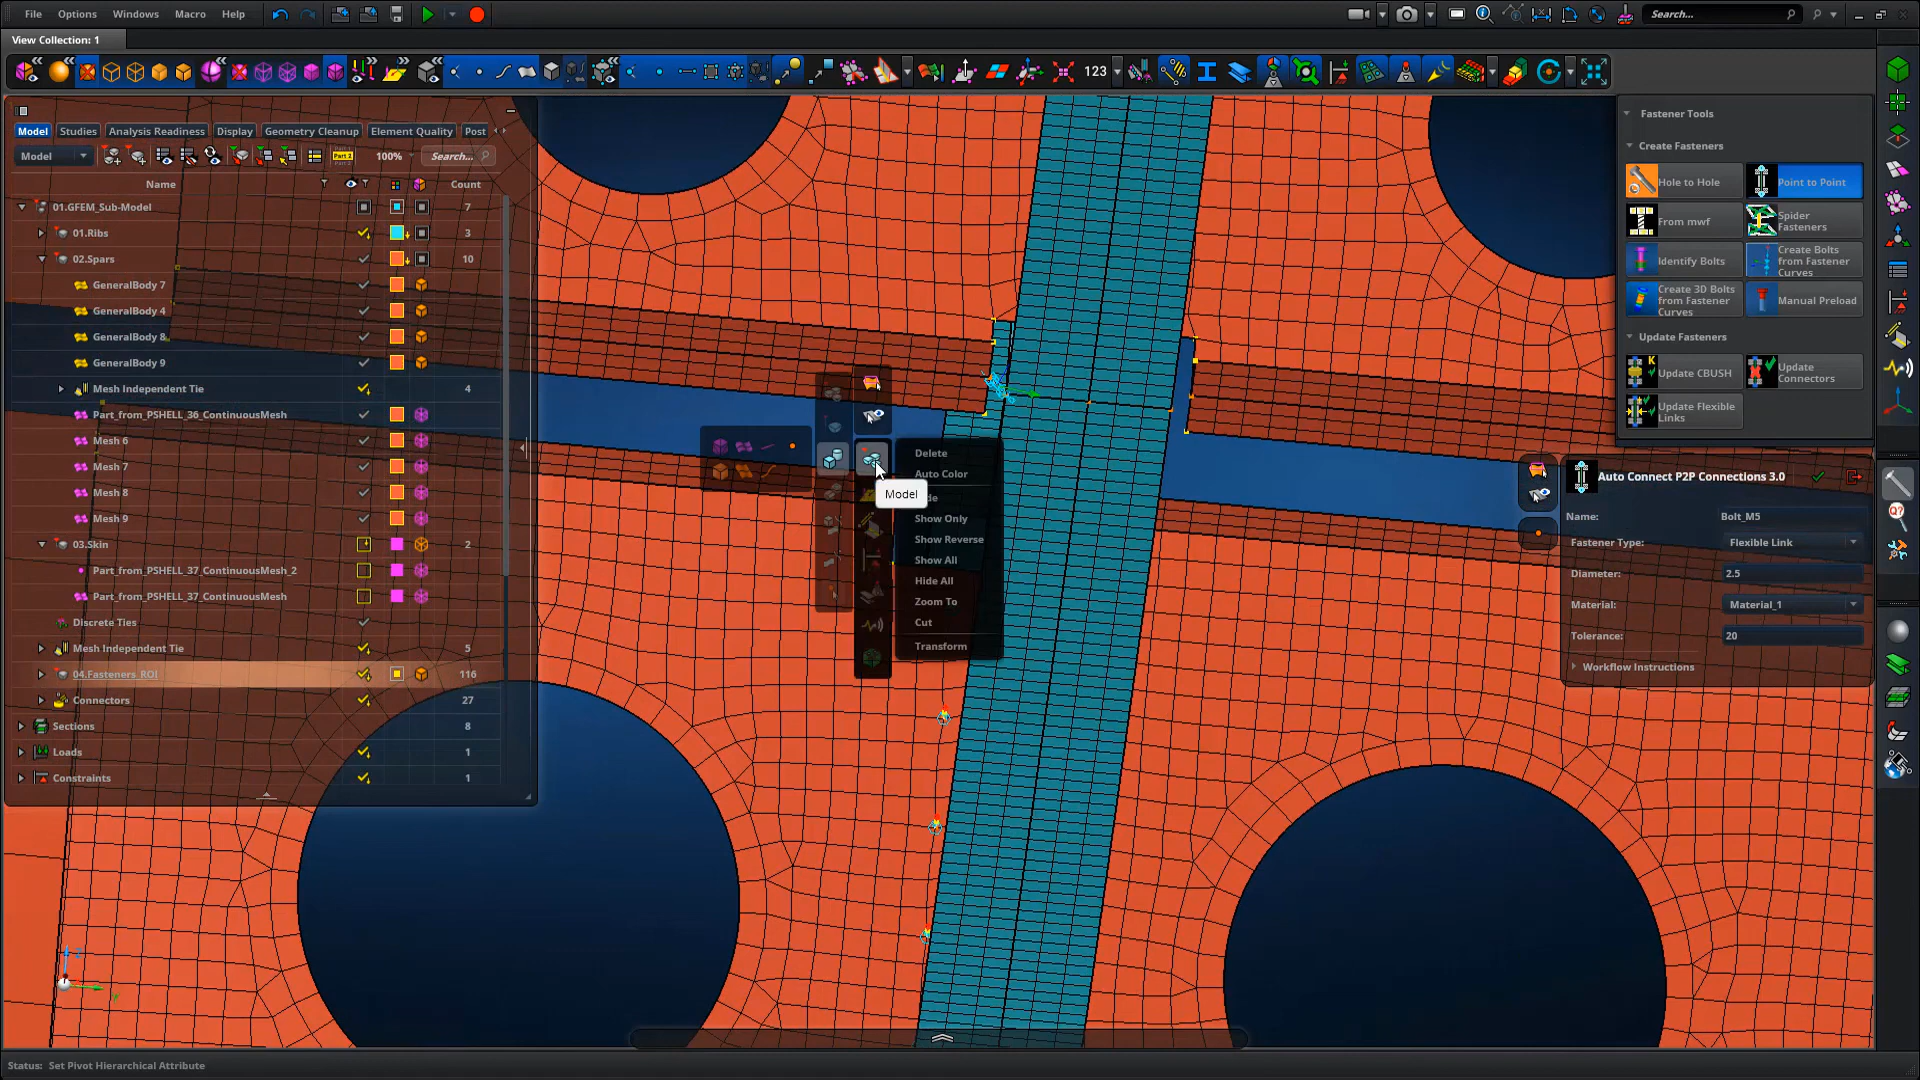 File Options Windows Macro Help
Search...
View Collection: 1
123
Model Studies Analysis Readiness Display Geometry Cleanup Element Quality Post
Model 100% Search...
Name Count
01.GFEM_Sub-Model 7
01.Ribs 3
02.Spars 10
GeneralBody 7
GeneralBody 4
GeneralBody 8
GeneralBody 9
Mesh Independent Tie 4
Part_from_PSHELL_36_ContinuousMesh
Mesh 6
Mesh 7
Mesh 8
Mesh 9
03.Skin 2
Part_from_PSHELL_37_ContinuousMesh_2
Part_from_PSHELL_37_ContinuousMesh
Discrete Ties
Mesh Independent Tie 5
04.Fasteners_ROI 116
Connectors 27
Sections 8
Loads 1
Constraints 1
Delete
Auto Color
Model
Show Only
Show Reverse
Show All
Hide All
Zoom To
Cut
Transform
Fastener Tools
Create Fasteners
Hole to Hole
Point to Point
From mwf
Spider Fasteners
Identify Bolts
Create Bolts from Fastener Curves
Create 3D Bolts from Fastener Curves
Manual Preload
Update Fasteners
Update CBUSH
Update Connectors
Update Flexible Links
Auto Connect P2P Connections 3.0
Name: Bolt_M5
Fastener Type: Flexible Link
Diameter: 2.5
Material: Material_1
Tolerance: 20
Workflow Instructions
Status: Set Pivot Hierarchical Attribute